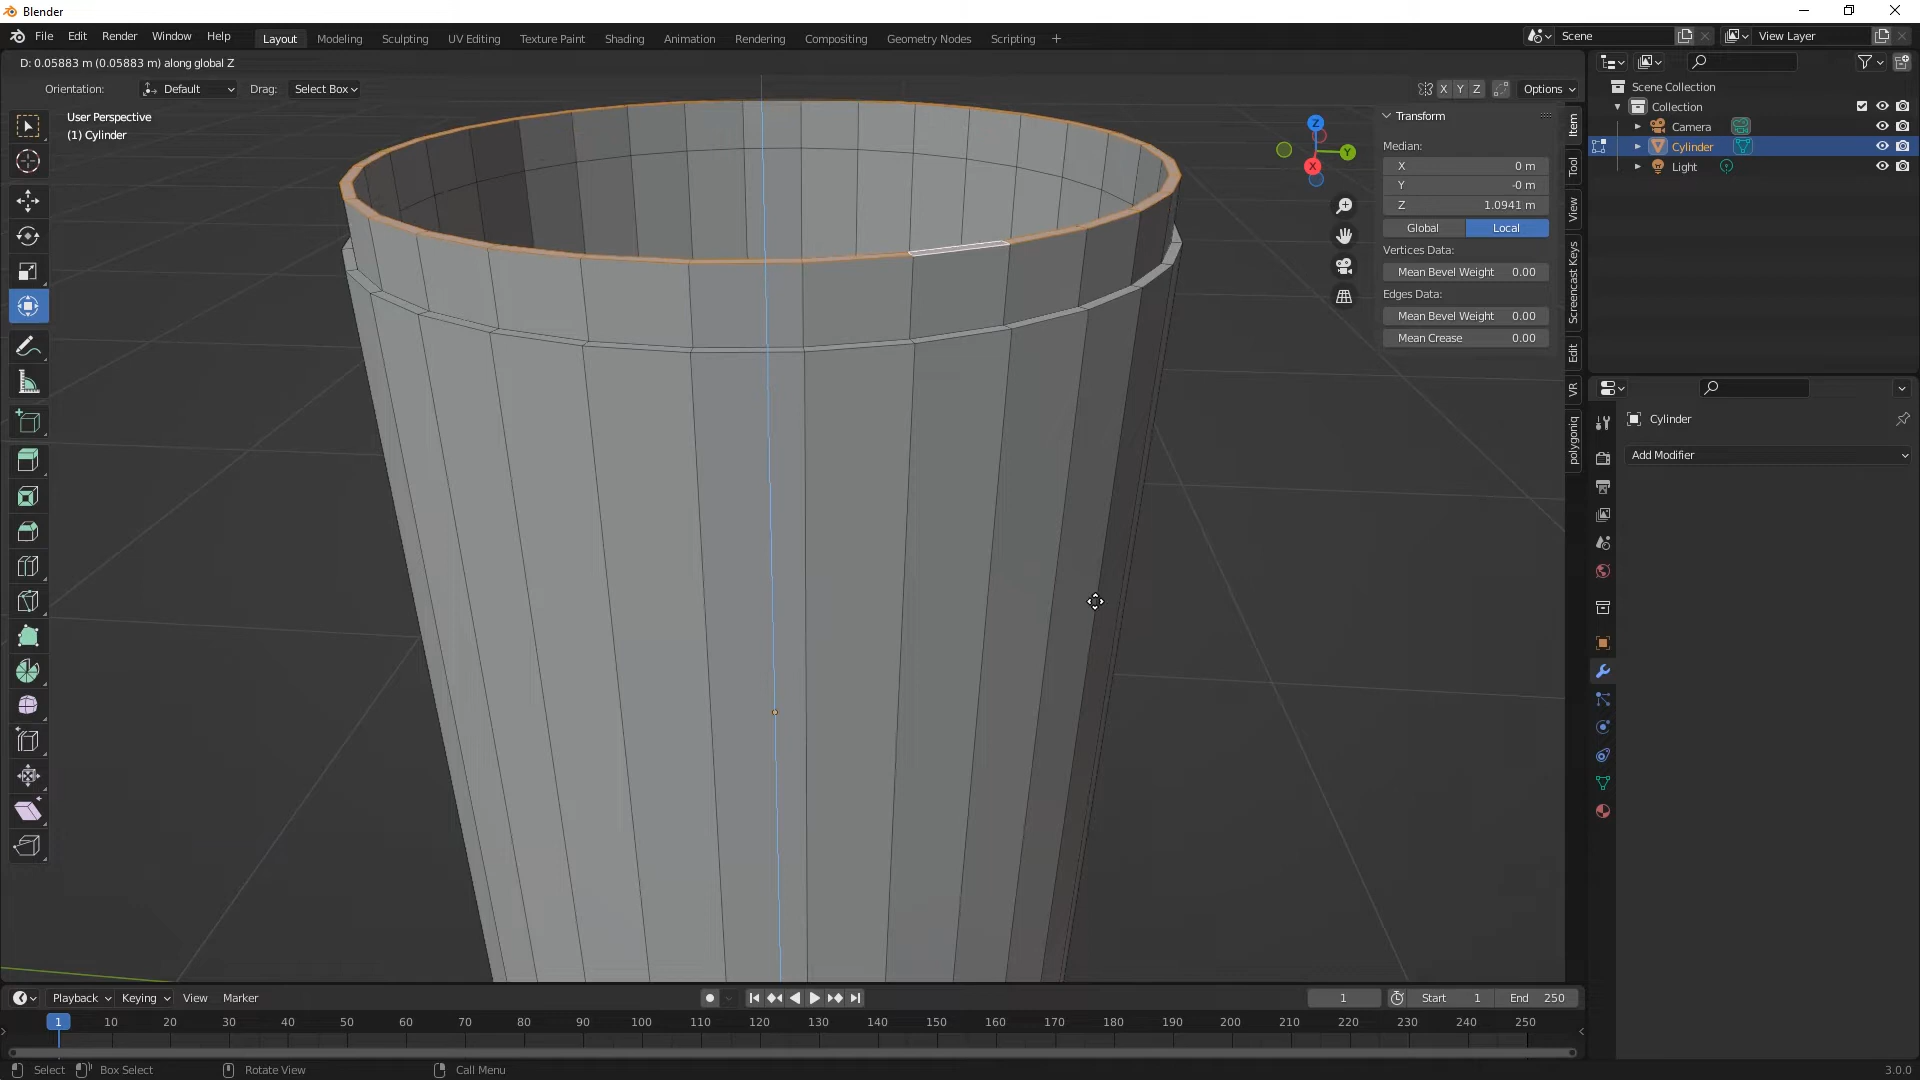 Blender
File Edit Render Window Help Layout Modeling Sculpting UV Editing Texture Paint Shading Animation Rendering Compositing Geometry Nodes Scripting + Scene View Layer
D: 0.05883 m (0.05883 m) along global Z
Orientation: Default Drag: Select Box X Y Z Options
User Perspective
(1) Cylinder
Z
Y
X
Transform
Median:
X 0 m
Y -0 m
Z 1.0941 m
Global Local
Vertices Data:
Mean Bevel Weight 0.00
Edges Data:
Mean Bevel Weight 0.00
Mean Crease 0.00
Item
Tool
View
Screencast Keys
Edit
VR
polygoniq
Scene Collection
Collection
Camera
Cylinder
Light
Cylinder
Add Modifier
Playback Keying View Marker 1 Start 1 End 250
1 10 20 30 40 50 60 70 80 90 100 110 120 130 140 150 160 170 180 190 200 210 220 230 240 250
Select Box Select Rotate View Call Menu 3.0.0